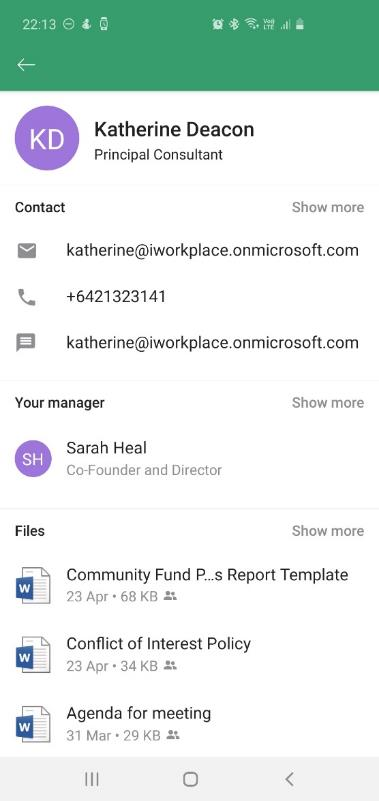 22:13
Vo))
LTE
KD
Katherine Deacon
Principal Consultant
Contact Show more
katherine@iworkplace.onmicrosoft.com
+6421323141
katherine@iworkplace.onmicrosoft.com
Your manager Show more
SH
Sarah Heal
Co-Founder and Director
Files Show more
W
Community Fund P...s Report Template
23 Apr • 68 KB
W
Conflict of Interest Policy
23 Apr • 34 KB
W
Agenda for meeting
31 Mar • 29 KB